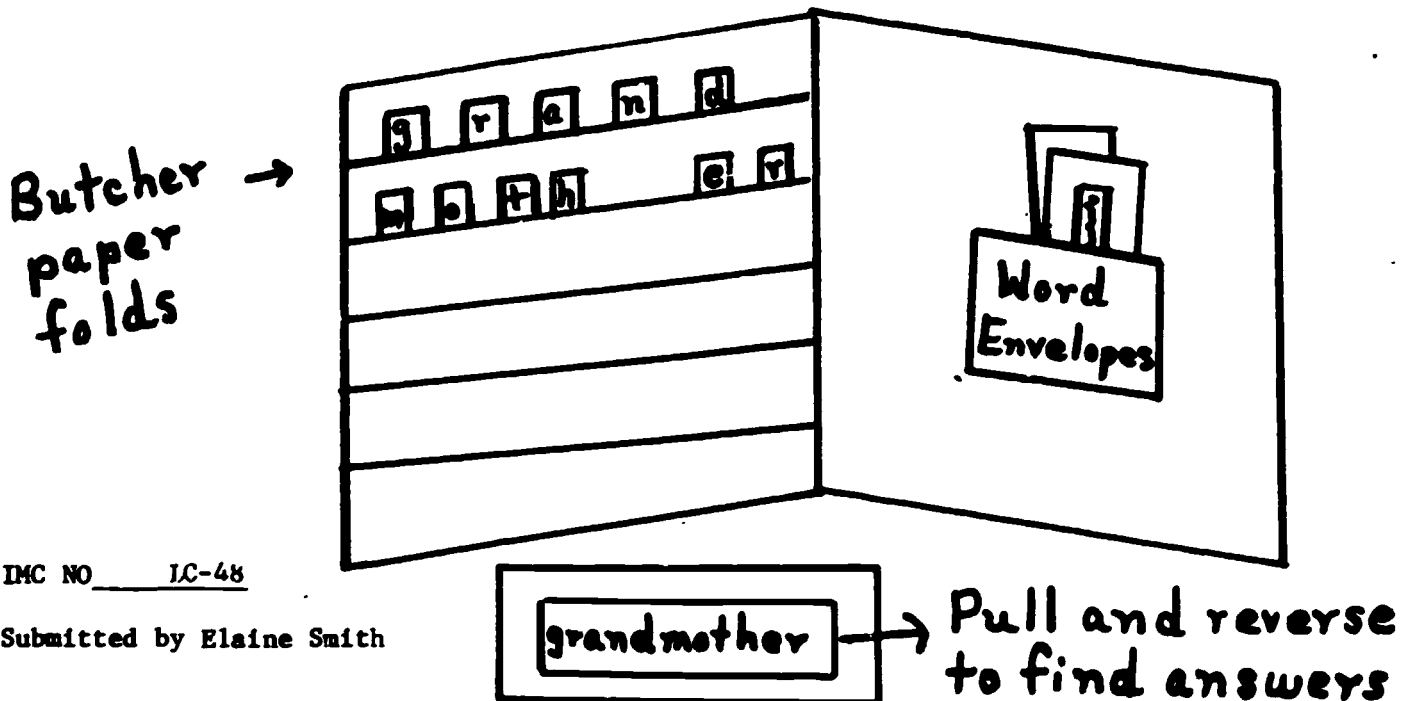 g r a n d
m o t h e r
Butcher
paper
folds
Word
Envelopes
IMC NO LC-48
Submitted by Elaine Smith
grandmother
Pull and reverse
to find answers